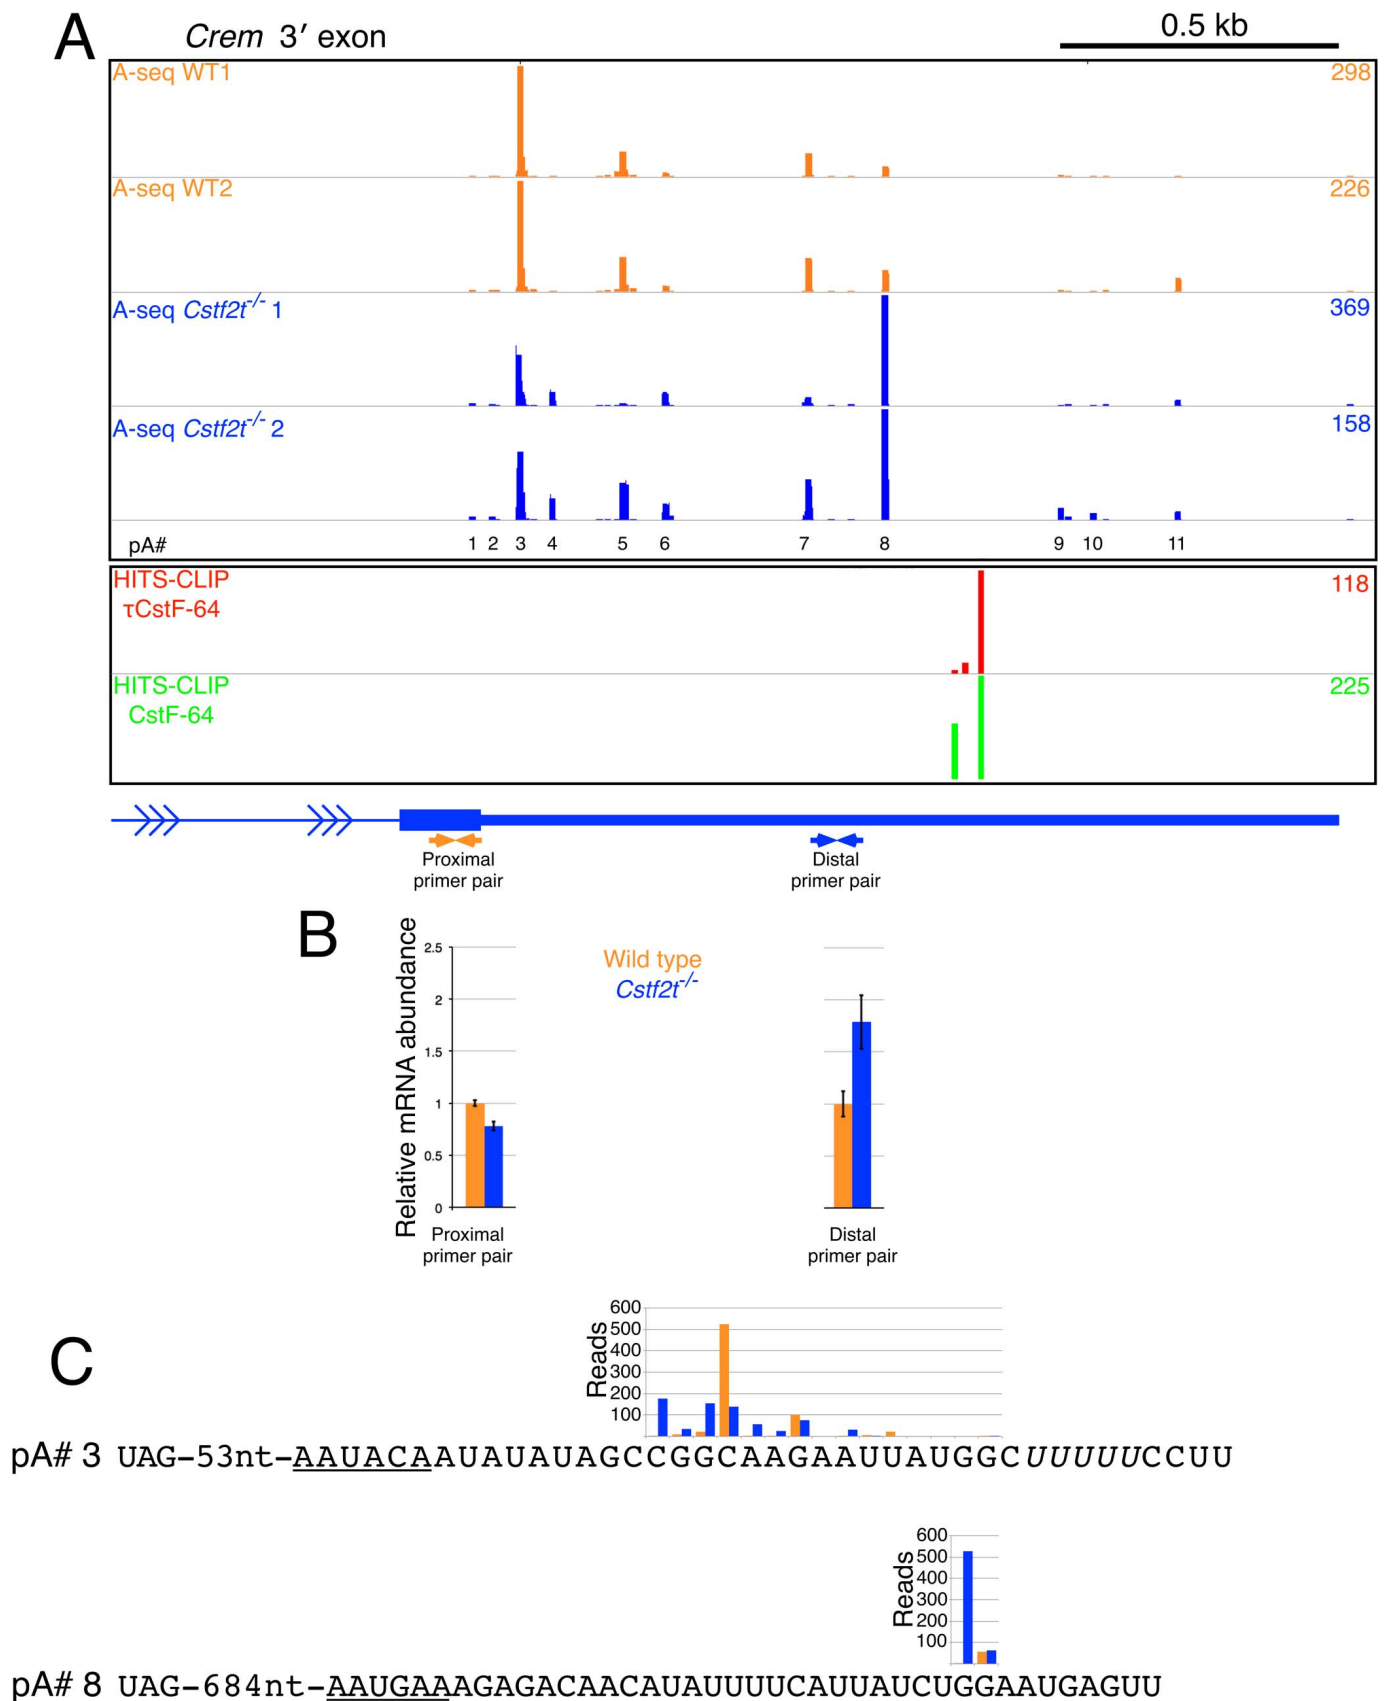 A
Crem 3′ exon
0.5 kb
A-seq WT1
298
A-seq WT2
226
A-seq Cstf2t-/- 1
369
A-seq Cstf2t-/- 2
158
pA# 1 2 3 4 5 6 7 8 9 10 11
HITS-CLIP
τCstF-64
118
HITS-CLIP
CstF-64
225
Proximal
primer pair
Distal
primer pair
B
Relative mRNA abundance
2.5
2
1.5
1
0.5
0
Wild type
Cstf2t-/-
Proximal
primer pair
Distal
primer pair
C
Reads
600
500
400
300
200
100
pA# 3 UAG-53nt-AAUACAAUAUAUAGCCGGCAAGAAUUAUGGCUUUUUCCUU
Reads
600
500
400
300
200
100
pA# 8 UAG-684nt-AAUGAAAGAGACAACAUAUUUUCAUUAUCUGGAAUGAGUU